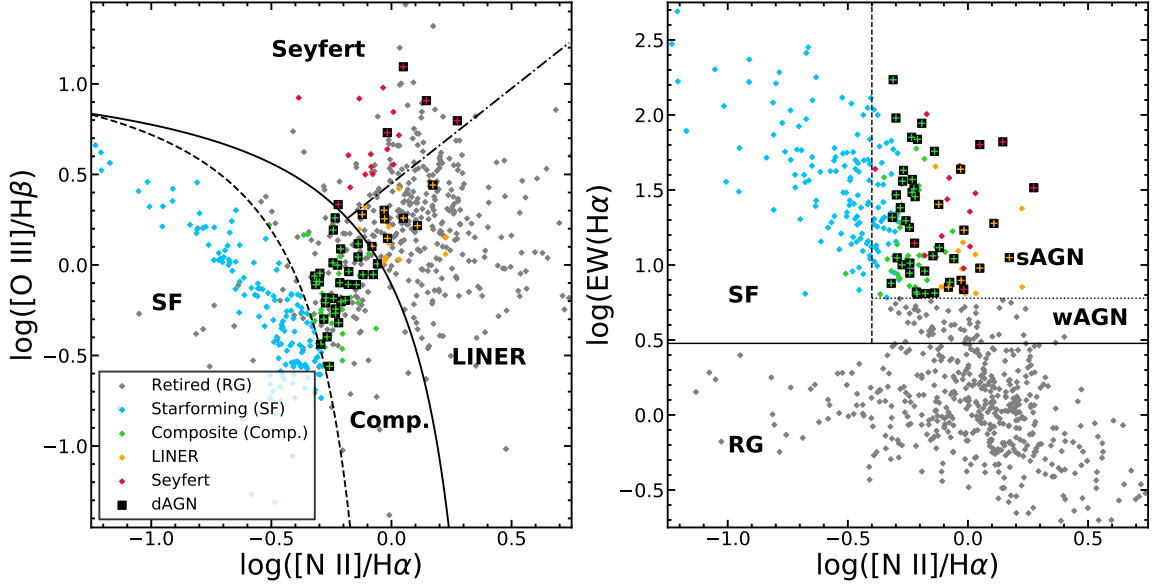 Seyfert
SF
LINER
Comp.
Retired (RG)
Starforming (SF)
Composite (Comp.)
LINER
Seyfert
dAGN
1.0
0.5
0.0
−0.5
−1.0
−1.0
−0.5
0.0
0.5
log([O III]/Hβ)
log([N II]/Hα)
SF
sAGN
wAGN
RG
2.5
2.0
1.5
1.0
0.5
0.0
−0.5
−1.0
−0.5
0.0
0.5
log(EW(Hα)
log([N II]/Hα)